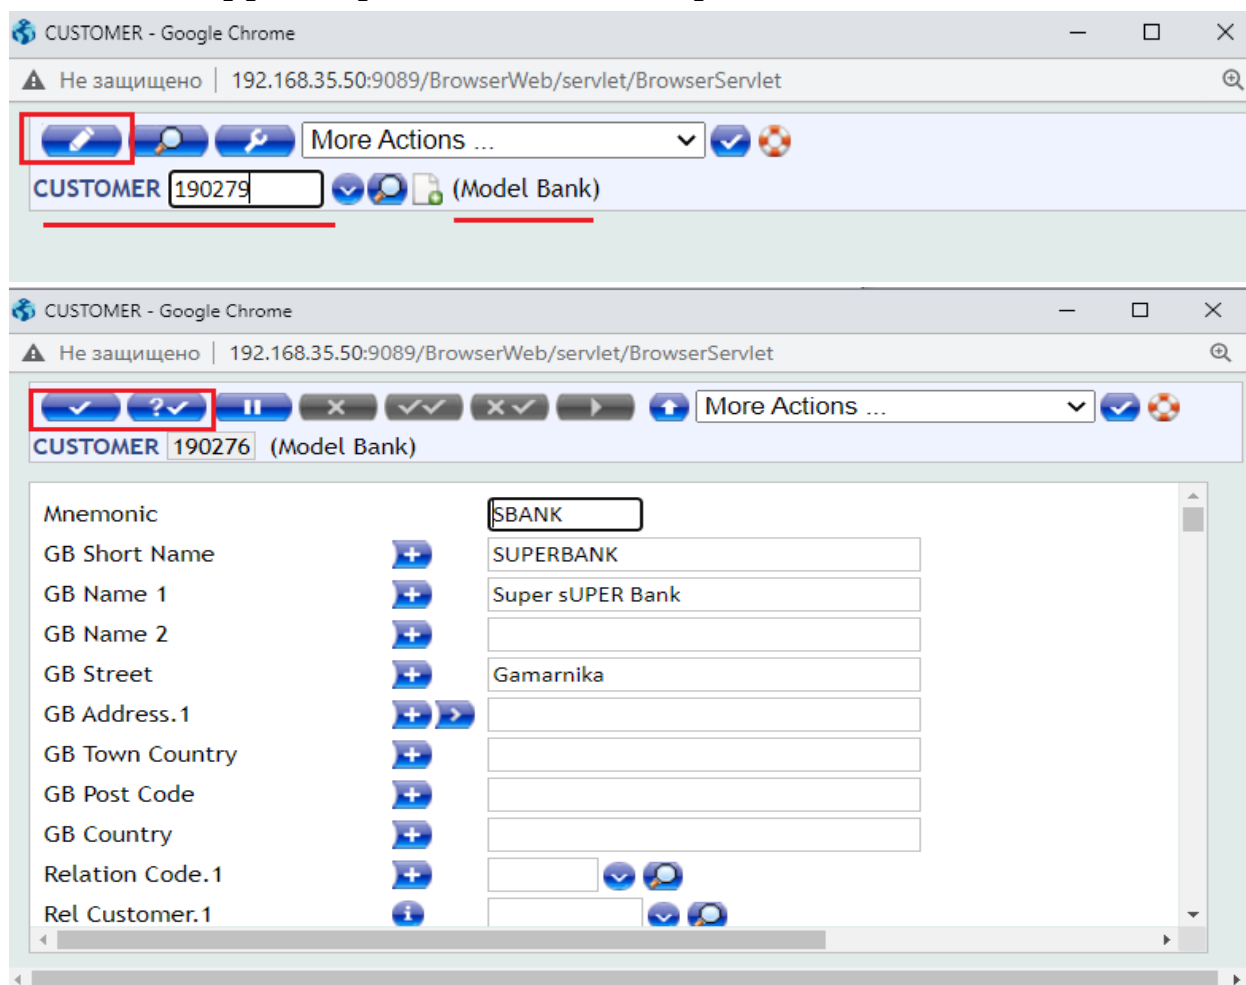 CUSTOMER - Google Chrome
Не защищено | 192.168.35.50:9089/BrowserWeb/servlet/BrowserServlet
More Actions ...
CUSTOMER 190279 (Model Bank)
CUSTOMER - Google Chrome
Не защищено | 192.168.35.50:9089/BrowserWeb/servlet/BrowserServlet
More Actions ...
CUSTOMER 190276 (Model Bank)
Mnemonic SBANK
GB Short Name SUPERBANK
GB Name 1 Super sUPER Bank
GB Name 2
GB Street Gamarnika
GB Address.1
GB Town Country
GB Post Code
GB Country
Relation Code.1
Rel Customer.1